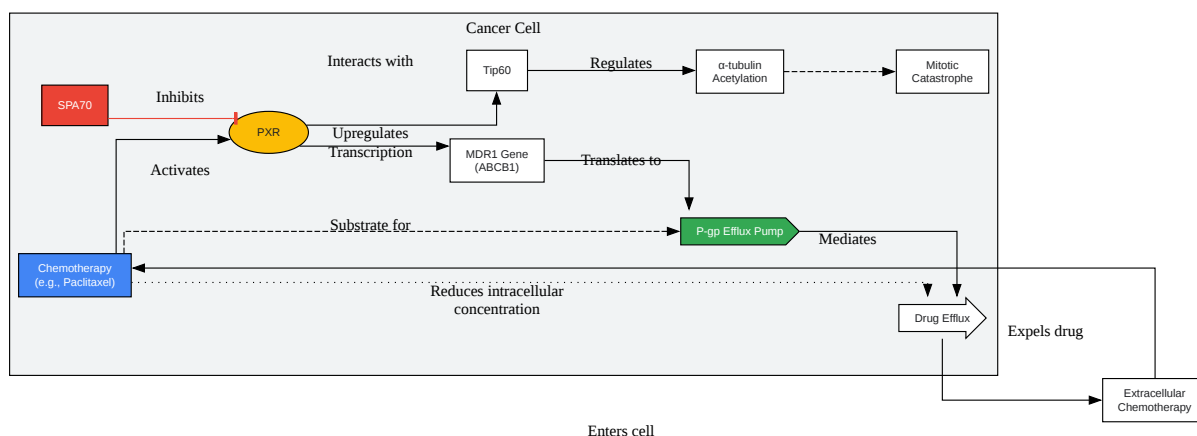 Cancer Cell
Interacts with
Tip60
Regulates
α-tubulin
Acetylation
Mitotic
Catastrophe
SPA70
Inhibits
PXR
Upregulates
Transcription
MDR1 Gene
(ABCB1)
Translates to
Activates
Substrate for
P-gp Efflux Pump
Mediates
Chemotherapy
(e.g., Paclitaxel)
Reduces intracellular
concentration
Drug Efflux
Expels drug
Extracellular
Chemotherapy
Enters cell